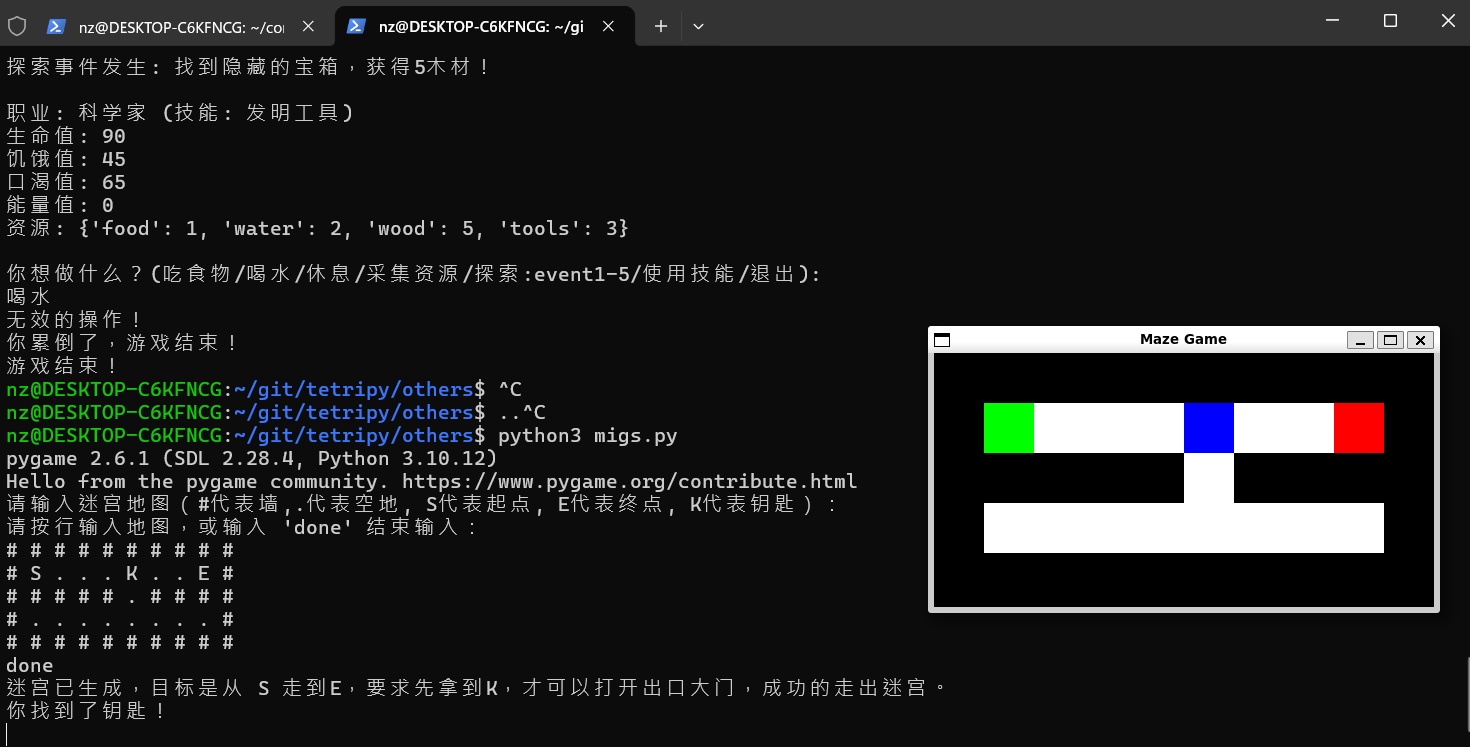 nz@DESKTOP-C6KFNCG: ~/co
nz@DESKTOP-C6KFNCG: ~/gi
探索事件发生: 找到隐藏的宝箱，获得5木材！
职业: 科学家 (技能: 发明工具)
生命值: 90
饥饿值: 45
口渴值: 65
能量值: 0
资源: {'food': 1, 'water': 2, 'wood': 5, 'tools': 3}
你想做什么？(吃食物/喝水/休息/采集资源/探索:event1-5/使用技能/退出):
喝水
无效的操作！
你累倒了，游戏结束！
游戏结束！
nz@DESKTOP-C6KFNCG:~/git/tetripy/others$ ^C
nz@DESKTOP-C6KFNCG:~/git/tetripy/others$ ..^C
nz@DESKTOP-C6KFNCG:~/git/tetripy/others$ python3 migs.py
pygame 2.6.1 (SDL 2.28.4, Python 3.10.12)
Hello from the pygame community. https://www.pygame.org/contribute.html
请输入迷宫地图（#代表墙,.代表空地, S代表起点, E代表终点, K代表钥匙）：
请按行输入地图，或输入 'done' 结束输入：
# # # # # # # # # #
# S . . . K . . E #
# # # # # . # # # #
# . . . . . . . . #
# # # # # # # # # #
done
迷宫已生成，目标是从 S 走到E，要求先拿到K，才可以打开出口大门，成功的走出迷宫。
你找到了钥匙！
Maze Game